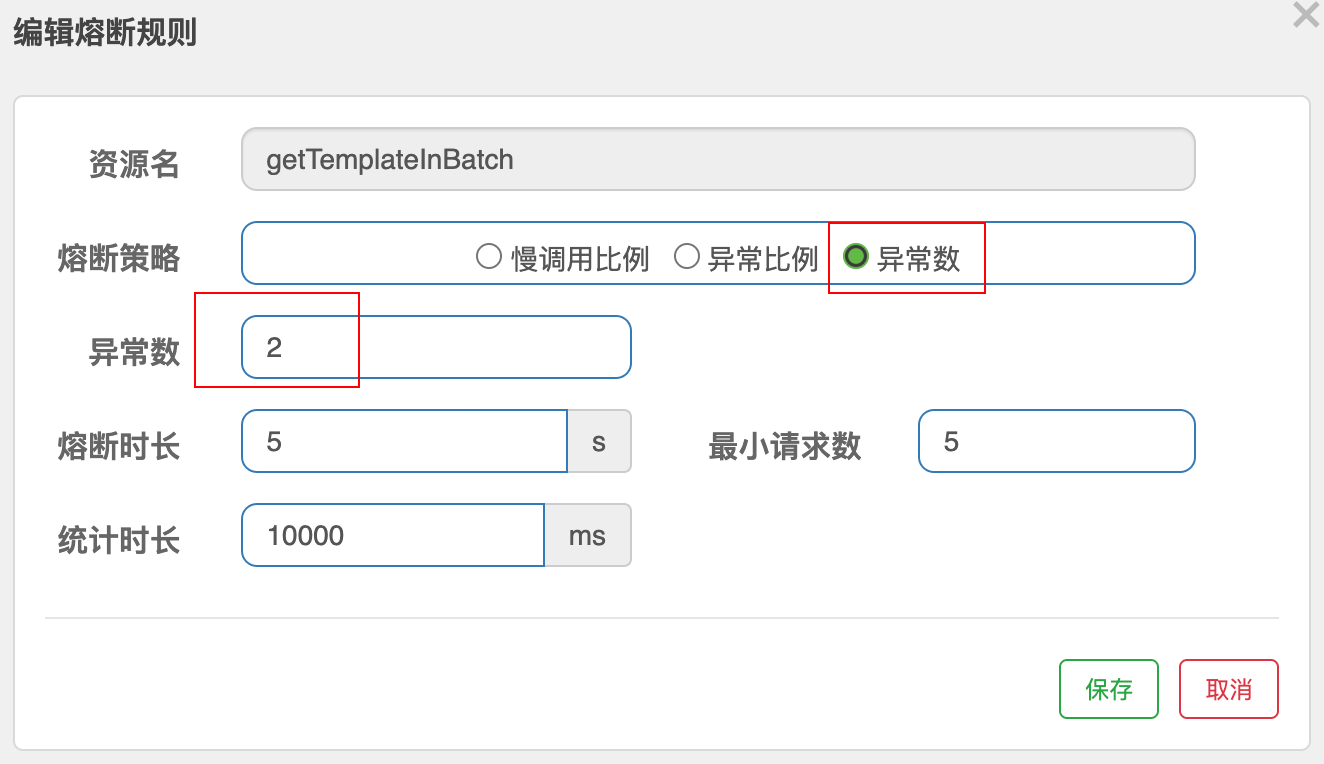 编辑熔断规则
资源名 getTemplateInBatch
熔断策略 慢调用比例 异常比例 异常数
异常数 2
熔断时长 5 s 最小请求数 5
统计时长 10000 ms
保存 取消